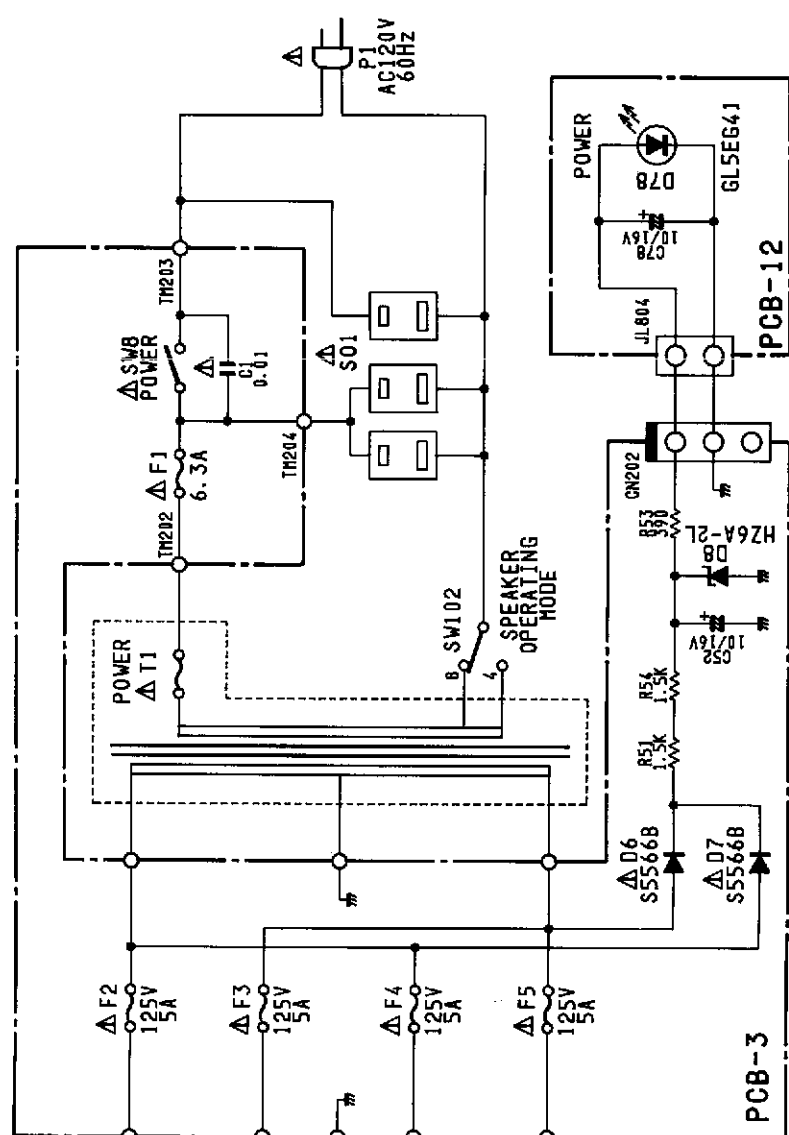 P1
AC120V
60Hz
TM203
SW8
POWER
C1
0.01
F1
6.3A
TM202
TM204
SO1
POWER
T1
SW102
8
4
SPEAKER
OPERATING
MODE
POWER
D78
GL5EG41
+
C78
10/16V
JL804
PCB-12
CN202
R53
390
D8
HZ6A-2L
+
C52
10/16V
R54
1.5K
R51
1.5K
D6
S5566B
D7
S5566B
F2
125V
5A
F3
125V
5A
F4
125V
5A
F5
125V
5A
PCB-3